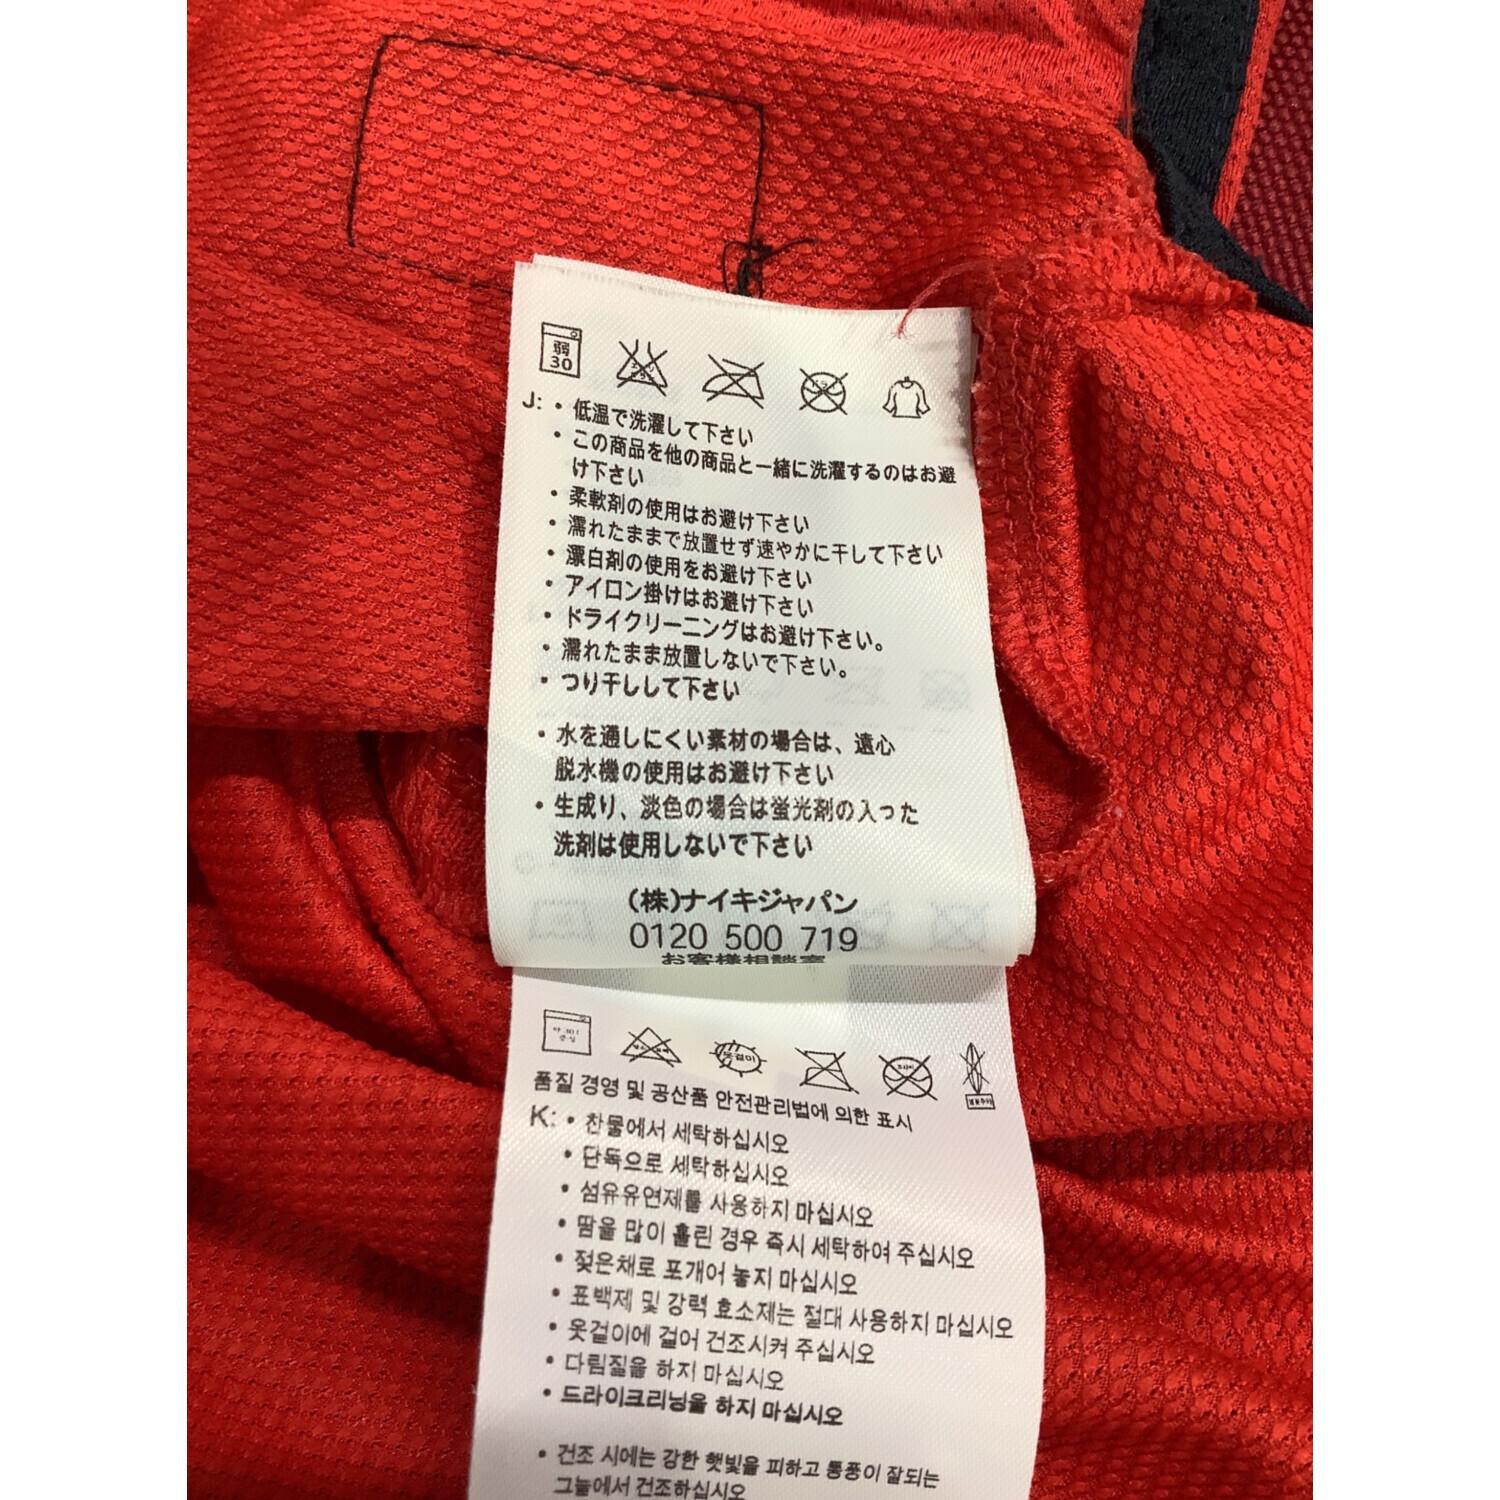 弱
30
J: • 低温で洗濯して下さい
• この商品を他の商品と一緒に洗濯するのはお避
け下さい
• 柔軟剤の使用はお避け下さい
• 濡れたままで放置せず速やかに干して下さい
• 漂白剤の使用をお避け下さい
• アイロン掛けはお避け下さい
• ドライクリーニングはお避け下さい。
• 濡れたまま放置しないで下さい。
• つり干しして下さい
• 水を通しにくい素材の場合は、遠心
脱水機の使用はお避け下さい
• 生成り、淡色の場合は蛍光剤の入った
洗剤は使用しないで下さい
(株)ナイキジャパン
0120 500 719
お客様相談室
품질 경영 및 공산품 안전관리법에 의한 표시
K: • 찬물에서 세탁하십시오
• 단독으로 세탁하십시오
• 섬유유연제를 사용하지 마십시오
• 땀을 많이 흘린 경우 즉시 세탁하여 주십시오
• 젖은채로 포개어 놓지 마십시오
• 표백제 및 강력 효소제는 절대 사용하지 마십시오
• 옷걸이에 걸어 건조시켜 주십시오
• 다림질을 하지 마십시오
• 드라이크리닝을 하지 마십시오
• 건조 시에는 강한 햇빛을 피하고 통풍이 잘되는
그늘에서 건조하십시오